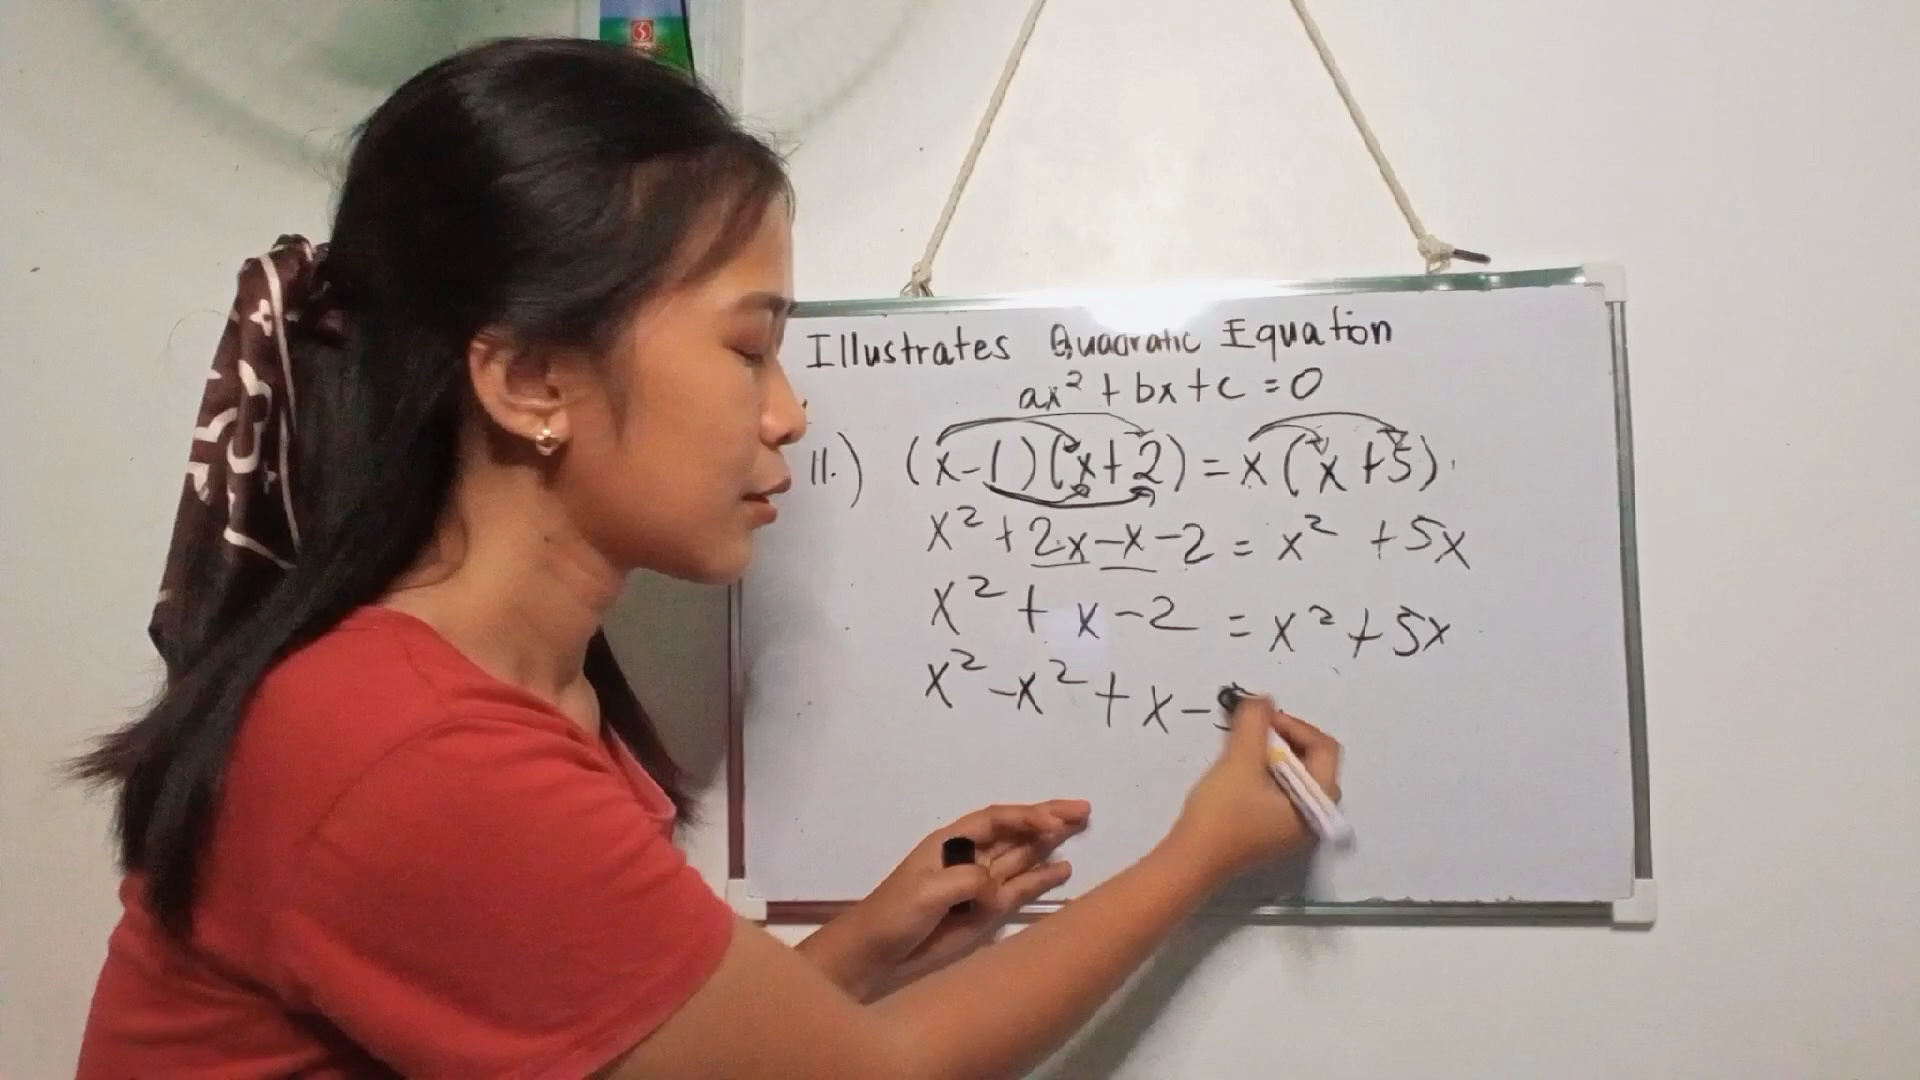 Illustrates Quadratic Equation
ax² + bx + c = 0
11.) (x-1)(x+2) = x(x+5)
x² + 2x - x - 2 = x² + 5x
x² + x - 2 = x² + 5x
x² - x² + x - 5